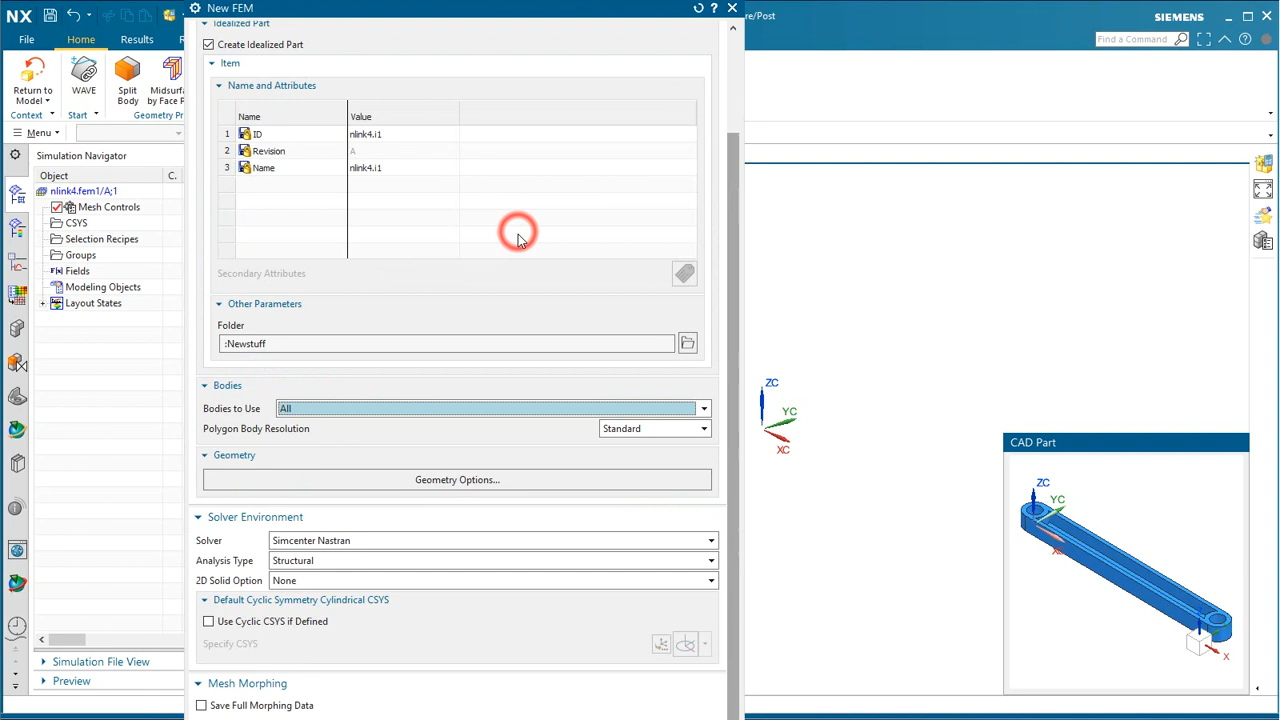 NX
New FEM
re/Post
SIEMENS
File
Home
Results
Find a Command
Return to Model
WAVE
Split Body
Midsurf by Face P
Context
Start
Geometry Pr
Menu
Simulation Navigator
Object
C.
nlink4.fem1/A;1
Mesh Controls
CSYS
Selection Recipes
Groups
Fields
Modeling Objects
Layout States
Simulation File View
Preview
Idealized Part
Create Idealized Part
Item
Name and Attributes
Name
Value
1
ID
nlink4.i1
2
Revision
A
3
Name
nlink4.i1
Secondary Attributes
Other Parameters
Folder
:Newstuff
Bodies
Bodies to Use
All
Polygon Body Resolution
Standard
Geometry
Geometry Options...
Solver Environment
Solver
Simcenter Nastran
Analysis Type
Structural
2D Solid Option
None
Default Cyclic Symmetry Cylindrical CSYS
Use Cyclic CSYS if Defined
Specify CSYS
Mesh Morphing
Save Full Morphing Data
ZC
YC
XC
CAD Part
ZC
YC
X